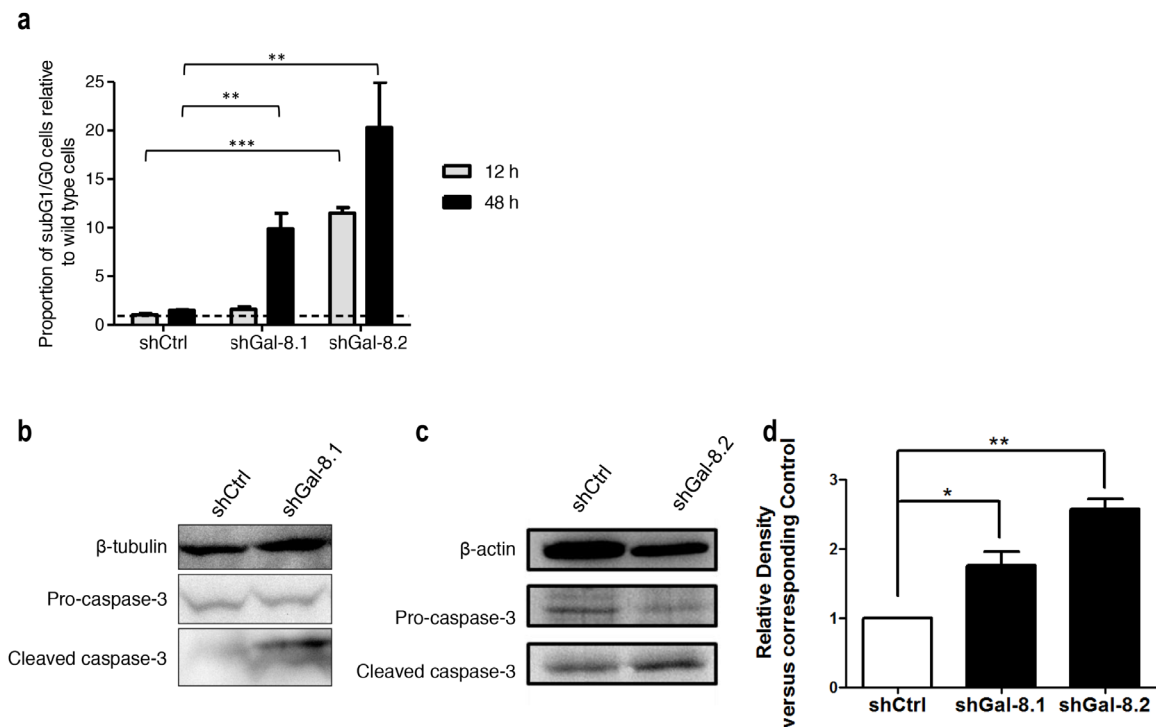 a
**
**
***
25
20
15
10
5
0
Proportion of subG1/G0 cells relative
to wild type cells
12 h
48 h
shCtrl
shGal-8.1
shGal-8.2
b
shCtrl
shGal-8.1
β-tubulin
Pro-caspase-3
Cleaved caspase-3
c
shCtrl
shGal-8.2
β-actin
Pro-caspase-3
Cleaved caspase-3
d
**
*
3
2
1
0
Relative Density
versus corresponding Control
shCtrl
shGal-8.1
shGal-8.2